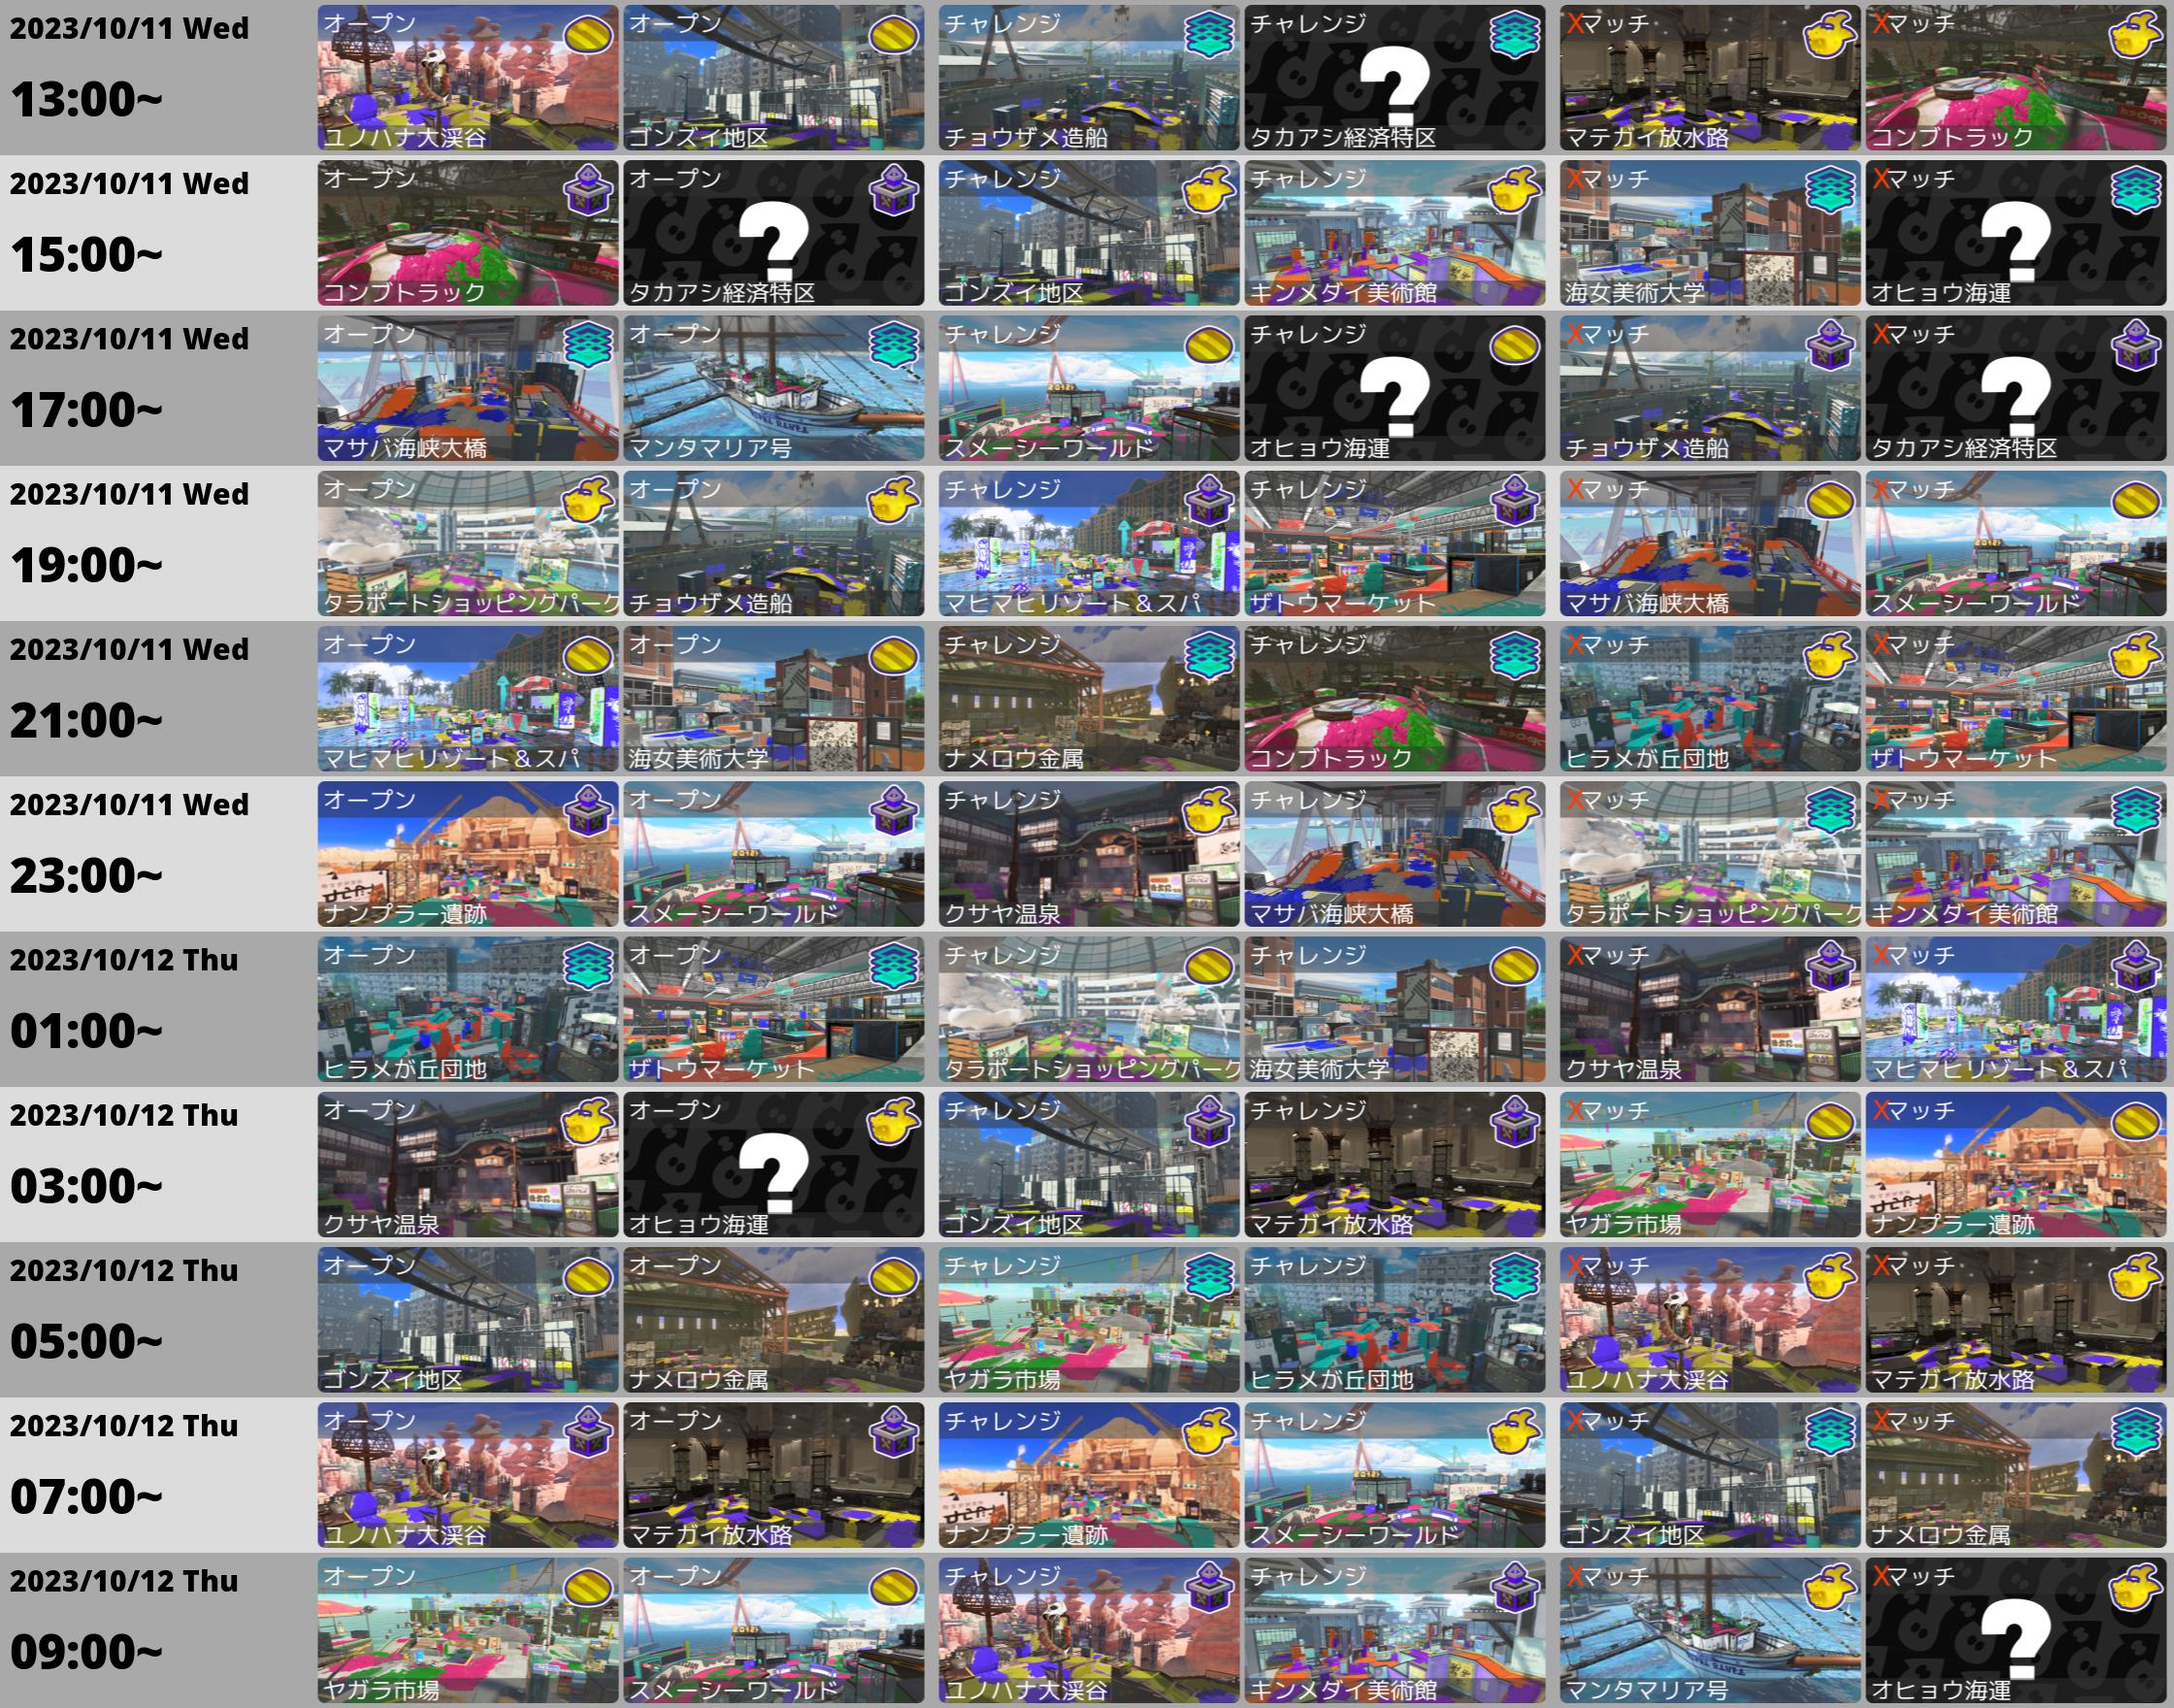 2023/10/11 Wed
13:00~
オープン オープン チャレンジ チャレンジ Xマッチ Xマッチ
ユノハナ大渓谷 ゴンズイ地区 チョウザメ造船 タカアシ経済特区 マテガイ放水路 コンブトラック
2023/10/11 Wed
15:00~
オープン オープン チャレンジ チャレンジ Xマッチ Xマッチ
コンブトラック タカアシ経済特区 ゴンズイ地区 キンメダイ美術館 海女美術大学 オヒョウ海運
2023/10/11 Wed
17:00~
オープン オープン チャレンジ チャレンジ Xマッチ Xマッチ
マサバ海峡大橋 マンタマリア号 スメーシーワールド オヒョウ海運 チョウザメ造船 タカアシ経済特区
2023/10/11 Wed
19:00~
オープン オープン チャレンジ チャレンジ Xマッチ Xマッチ
タラポートショッピングパーク チョウザメ造船 マヒマヒリゾート＆スパ ザトウマーケット マサバ海峡大橋 スメーシーワールド
2023/10/11 Wed
21:00~
オープン オープン チャレンジ チャレンジ Xマッチ Xマッチ
マヒマヒリゾート＆スパ 海女美術大学 ナメロウ金属 コンブトラック ヒラメが丘団地 ザトウマーケット
2023/10/11 Wed
23:00~
オープン オープン チャレンジ チャレンジ Xマッチ Xマッチ
ナンプラー遺跡 スメーシーワールド クサヤ温泉 マサバ海峡大橋 タラポートショッピングパーク キンメダイ美術館
2023/10/12 Thu
01:00~
オープン オープン チャレンジ チャレンジ Xマッチ Xマッチ
ヒラメが丘団地 ザトウマーケット タラポートショッピングパーク 海女美術大学 クサヤ温泉 マヒマヒリゾート＆スパ
2023/10/12 Thu
03:00~
オープン オープン チャレンジ チャレンジ Xマッチ Xマッチ
クサヤ温泉 オヒョウ海運 ゴンズイ地区 マテガイ放水路 ヤガラ市場 ナンプラー遺跡
2023/10/12 Thu
05:00~
オープン オープン チャレンジ チャレンジ Xマッチ Xマッチ
ゴンズイ地区 ナメロウ金属 ヤガラ市場 ヒラメが丘団地 ユノハナ大渓谷 マテガイ放水路
2023/10/12 Thu
07:00~
オープン オープン チャレンジ チャレンジ Xマッチ Xマッチ
ユノハナ大渓谷 マテガイ放水路 ナンプラー遺跡 スメーシーワールド ゴンズイ地区 ナメロウ金属
2023/10/12 Thu
09:00~
オープン オープン チャレンジ チャレンジ Xマッチ Xマッチ
ヤガラ市場 スメーシーワールド ユノハナ大渓谷 キンメダイ美術館 マンタマリア号 オヒョウ海運